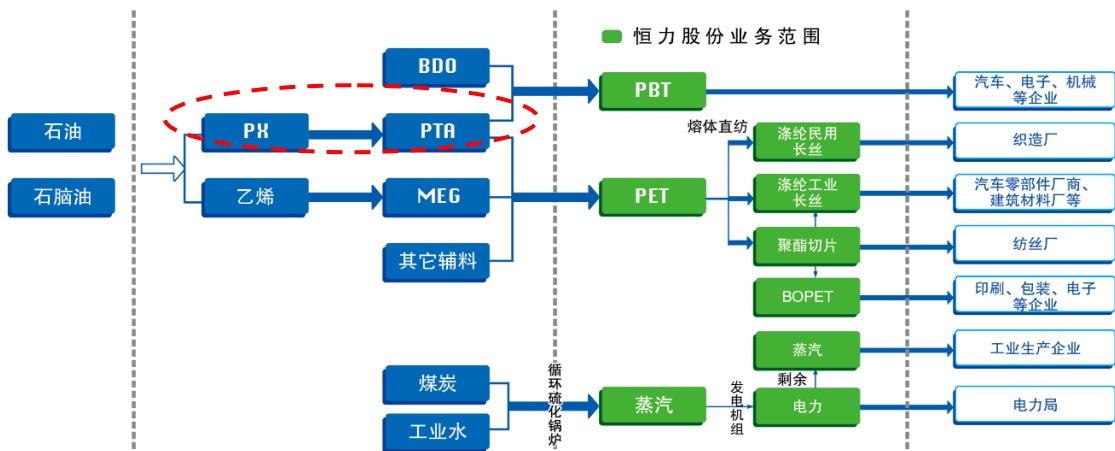 恒力股份业务范围
BDO
PBT
汽车、电子、机械
等企业
石油
PX
PTA
熔体直纺
涤纶民用
长丝
织造厂
石脑油
乙烯
MEG
PET
涤纶工业
长丝
汽车零部件厂商、
建筑材料厂等
其它辅料
聚酯切片
纺丝厂
BOPET
印刷、包装、电子
等企业
蒸汽
工业生产企业
煤炭
循环硫化锅炉
剩余
蒸汽
发电机组
电力
电力局
工业水